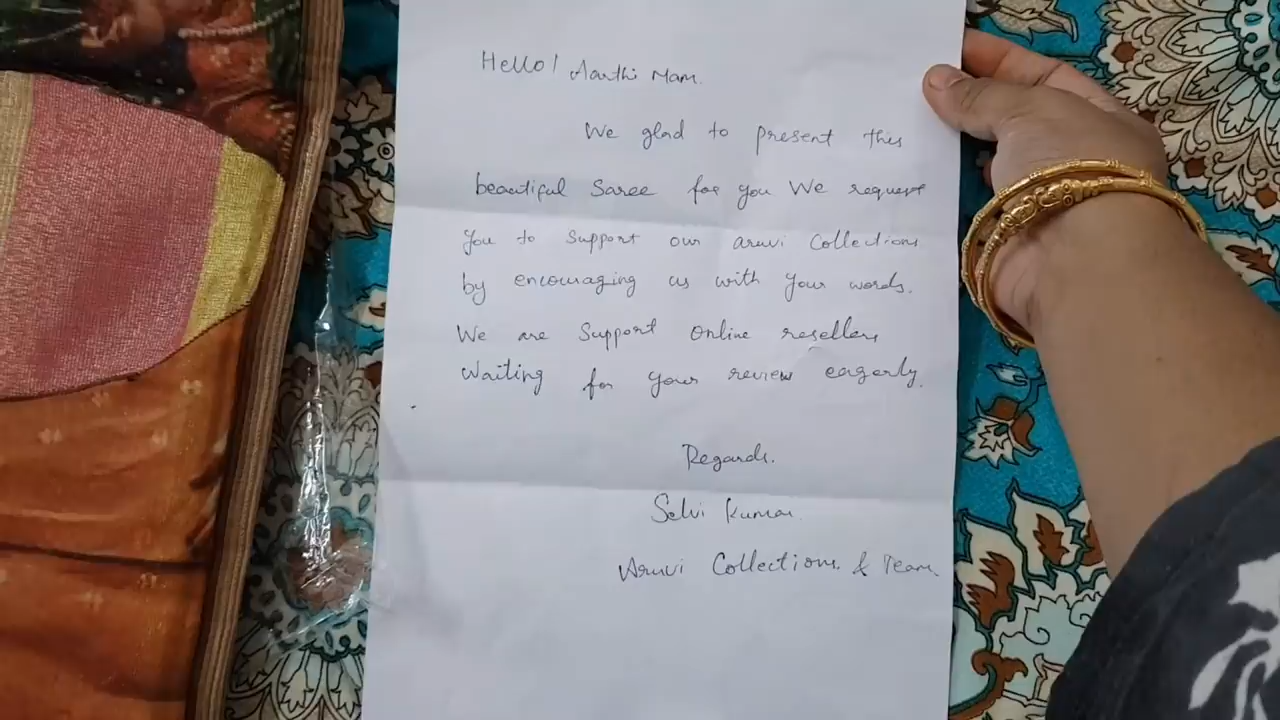 Hello! Aarthi Mam.
We glad to present this
beautiful Saree for you We request
you to support our aruvi Collections
by encouraging us with your words.
We are Support Online resellers
Waiting for your review eagerly.
Regards.
Selvi Kumar.
Aruvi Collections & Team.